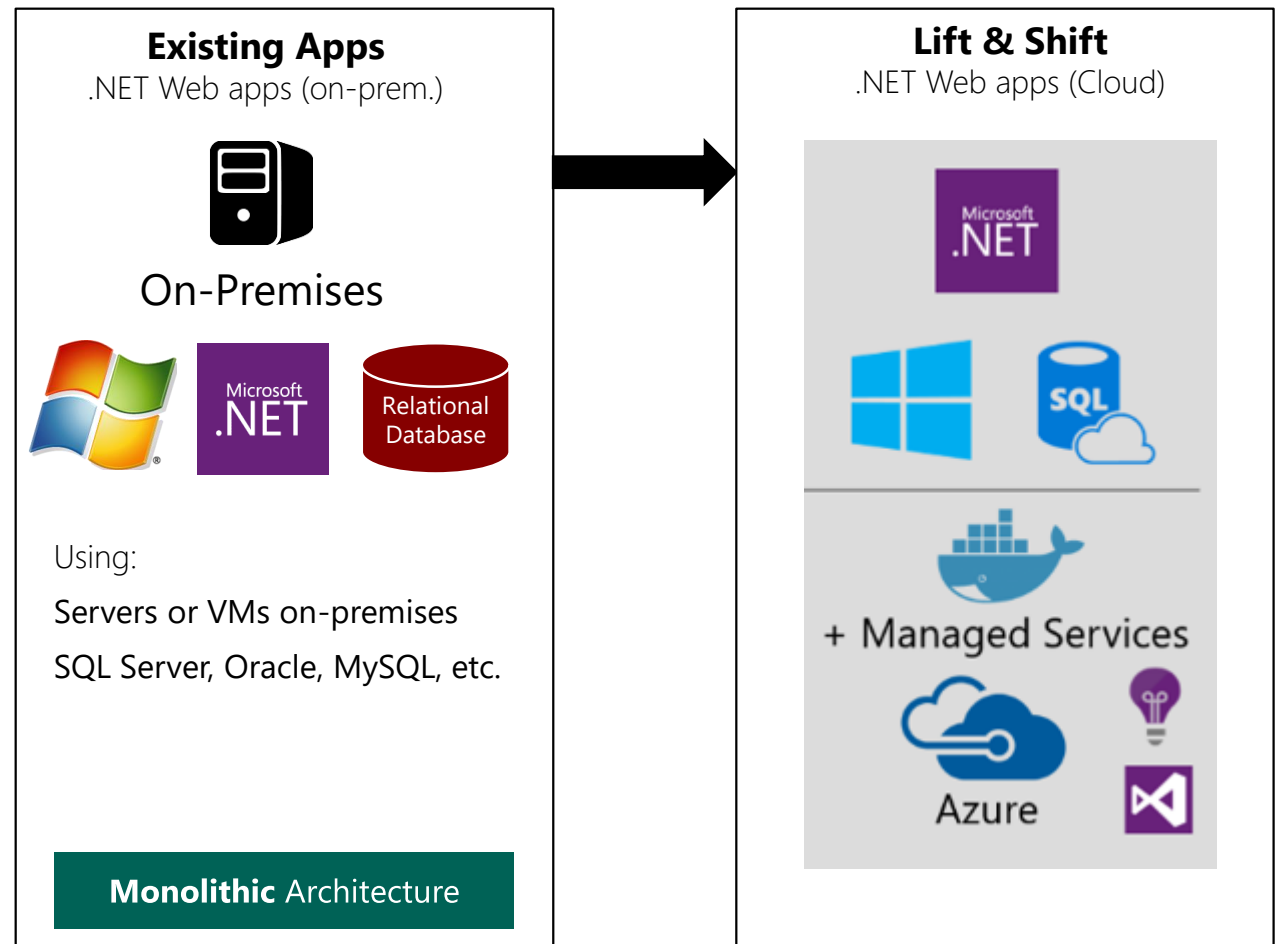 Existing Apps
.NET Web apps (on-prem.)
On-Premises
®
Microsoft
.NET
Relational
Database
Using:
Servers or VMs on-premises
SQL Server, Oracle, MySQL, etc.
Monolithic Architecture
Lift & Shift
.NET Web apps (Cloud)
Microsoft
.NET
SQL
+ Managed Services
Azure